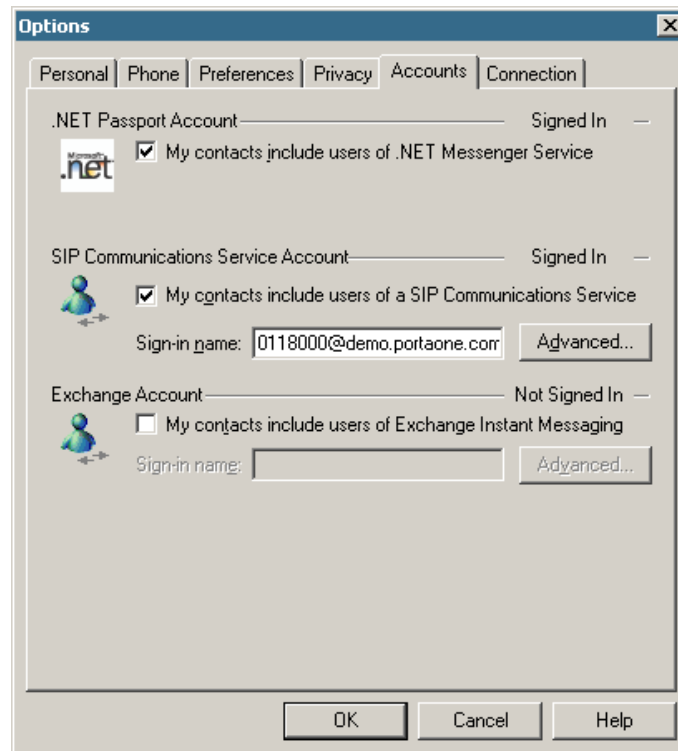 Options
Personal Phone Preferences Privacy Accounts Connection
.NET Passport Account Signed In
Microsoft
.net
My contacts include users of .NET Messenger Service
SIP Communications Service Account Signed In
My contacts include users of a SIP Communications Service
Sign-in name: 0118000@demo.portaone.com Advanced...
Exchange Account Not Signed In
My contacts include users of Exchange Instant Messaging
Sign-in name: Advanced...
OK Cancel Help